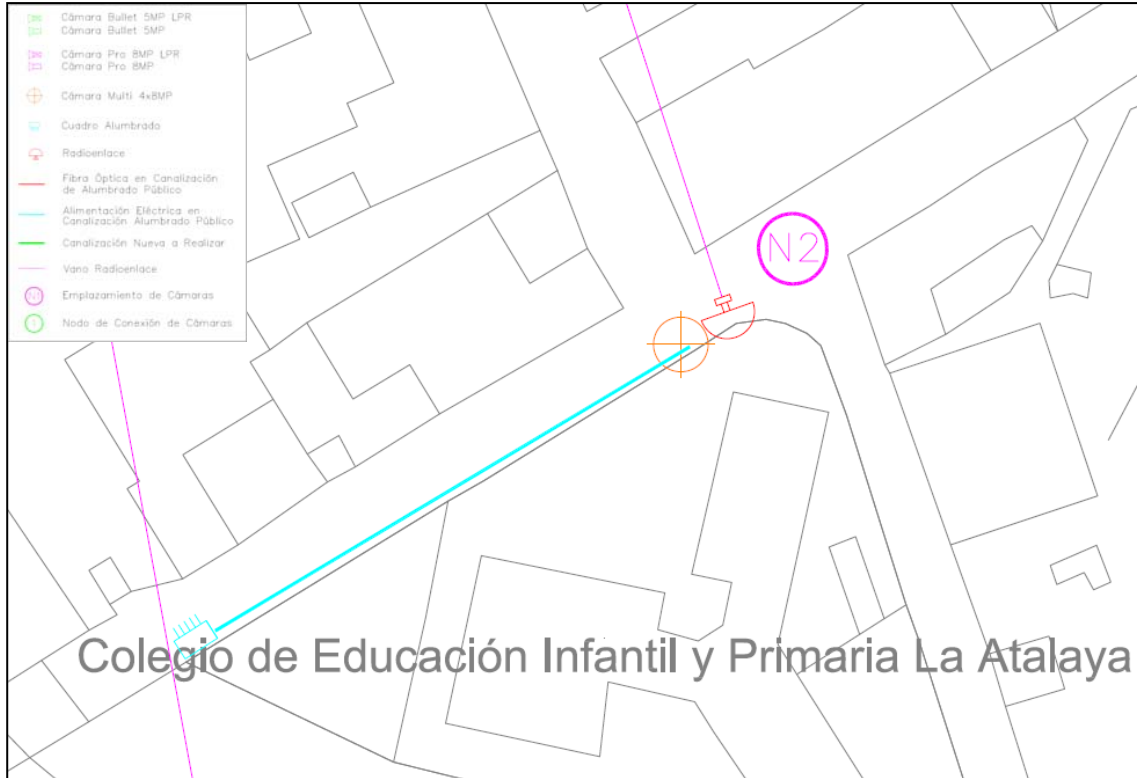 Cámara Bullet 5MP LPR
Cámara Bullet 5MP
Cámara Pro 8MP LPR
Cámara Pro 8MP
Cámara Multi 4x8MP
Cuadro Alumbrado
Radioenlace
Fibra Óptica en Canalización
de Alumbrado Público
Alimentación Eléctrica en
Canalización Alumbrado Público
Canalización Nueva a Realizar
Vano Radioenlace
N1 Emplazamiento de Cámaras
1 Nodo de Conexión de Cámaras
N2
Colegio de Educación Infantil y Primaria La Atalaya